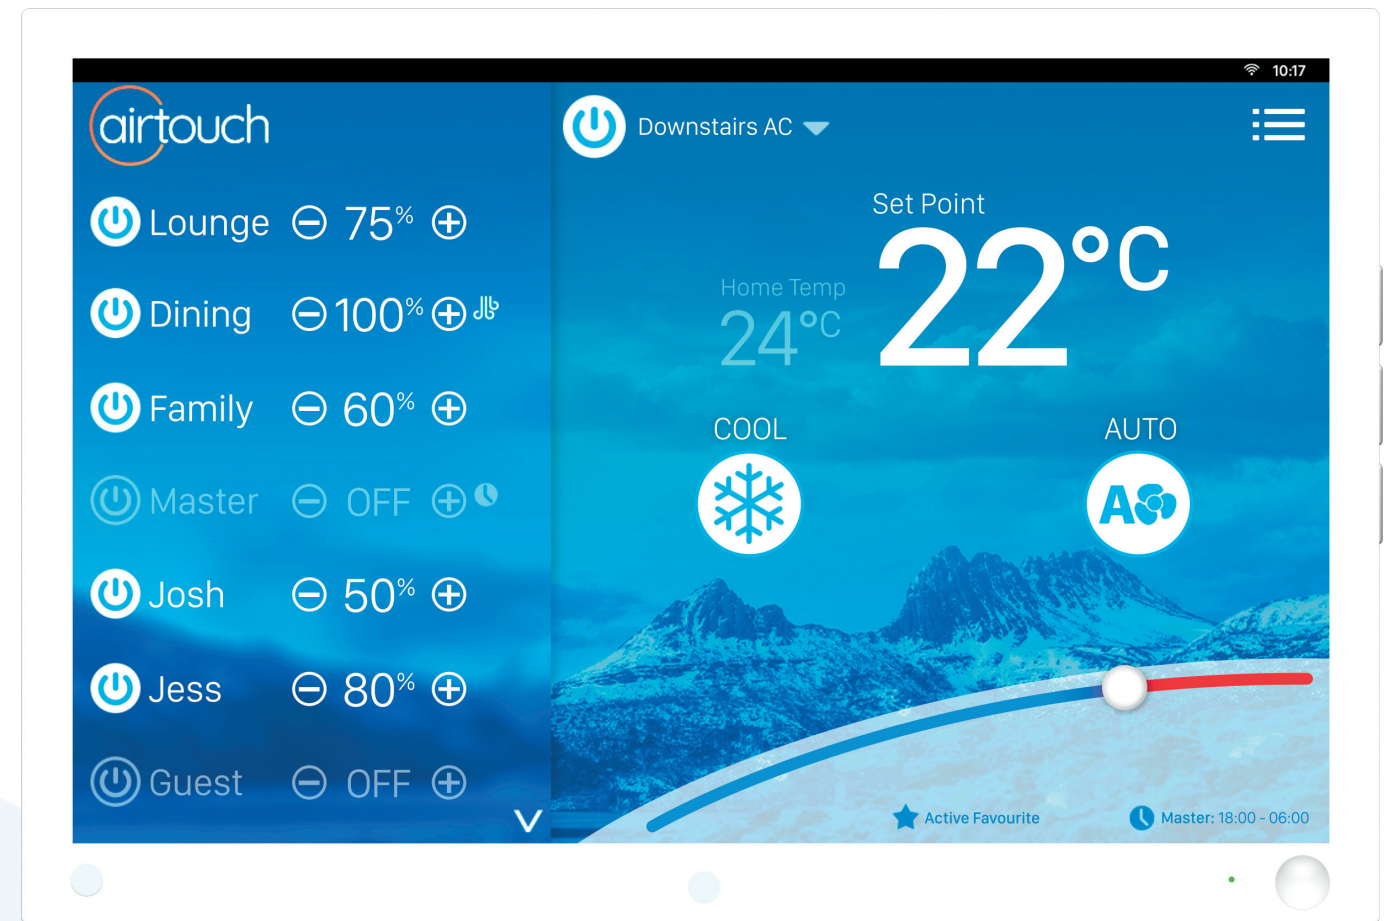 10:17
airtouch
Downstairs AC
Lounge 75%
Dining 100%
Family 60%
Master OFF
Josh 50%
Jess 80%
Guest OFF
Set Point
22°C
Home Temp
24°C
COOL
AUTO
A
Active Favourite
Master: 18:00 - 06:00